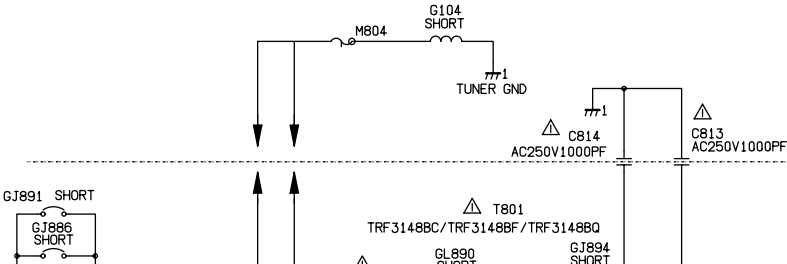 G104
SHORT
M804
1
TUNER GND
1
C814
AC250V1000PF
C813
AC250V1000PF
GJ891 SHORT
GJ886
SHORT
T801
TRF3148BC/TRF3148BF/TRF3148BQ
GL890
SHORT
GJ894
SHORT